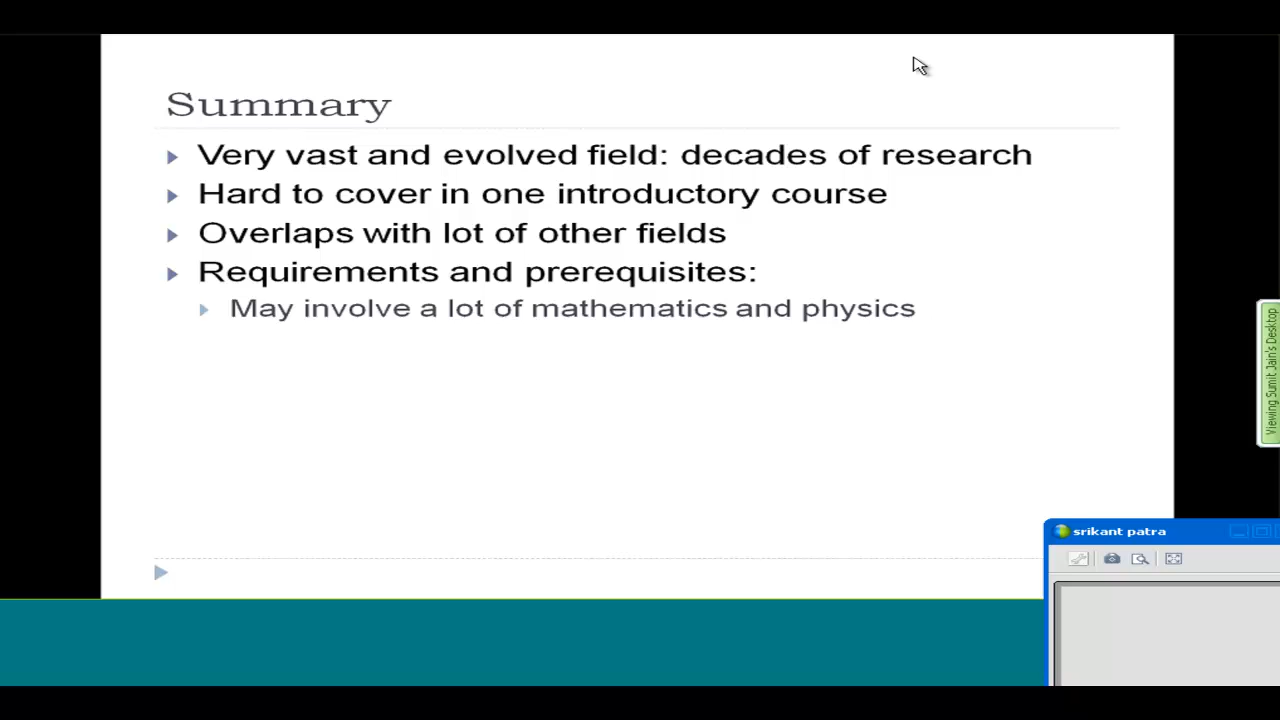 Summary
Very vast and evolved field: decades of research
Hard to cover in one introductory course
Overlaps with lot of other fields
Requirements and prerequisites:
May involve a lot of mathematics and physics
Viewing Sumit Jain's Desktop
srikant patra